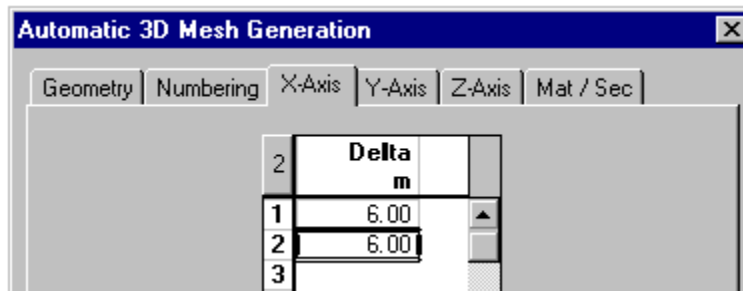 Automatic 3D Mesh Generation
Geometry Numbering X-Axis Y-Axis Z-Axis Mat / Sec
2 Delta
m
1 6.00
2 6.00
3